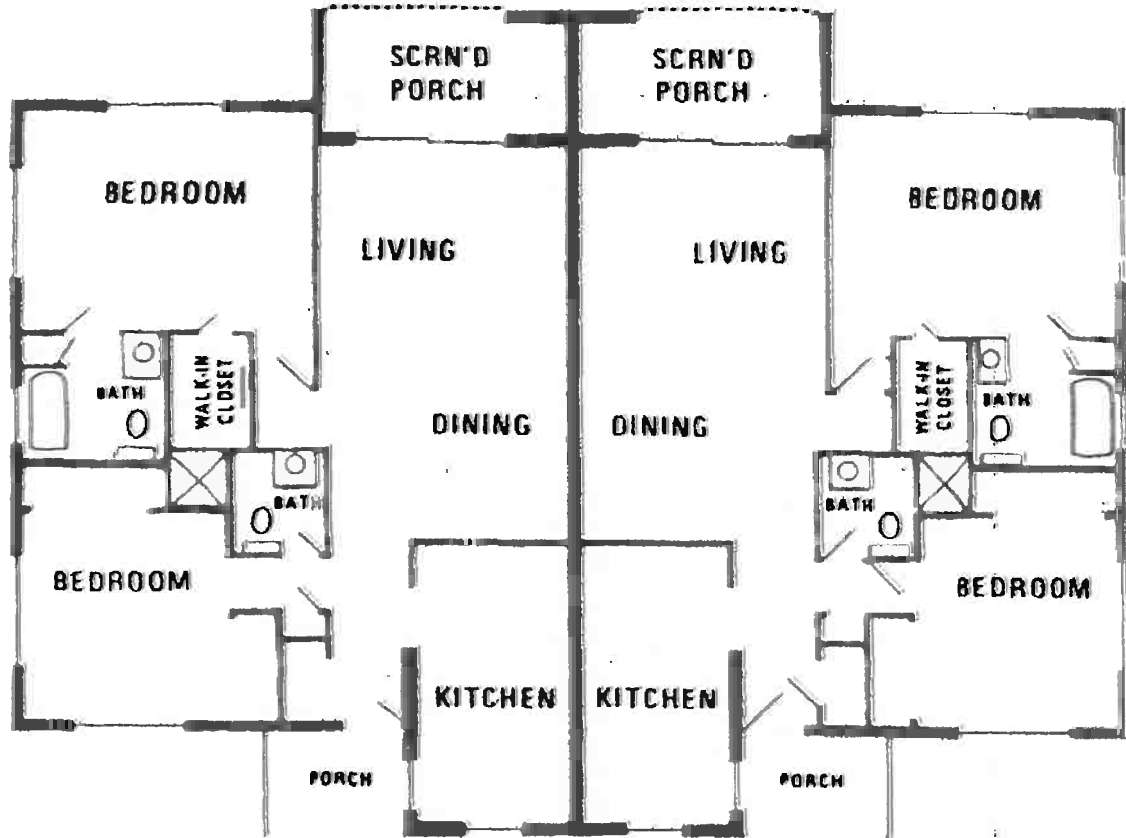 SCRN'D
PORCH
SCRN'D
PORCH
BEDROOM
BEDROOM
LIVING
LIVING
BATH
WALK-IN
CLOSET
WALK-IN
CLOSET
BATH
DINING
DINING
BATH
BATH
BEDROOM
BEDROOM
KITCHEN
KITCHEN
PORCH
PORCH